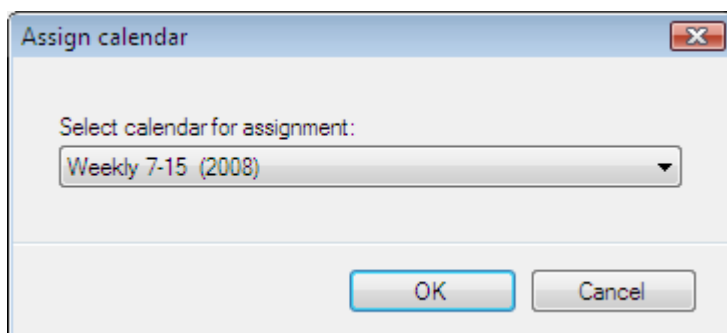 Assign calendar
Select calendar for assignment:
Weekly 7-15 (2008)
OK Cancel